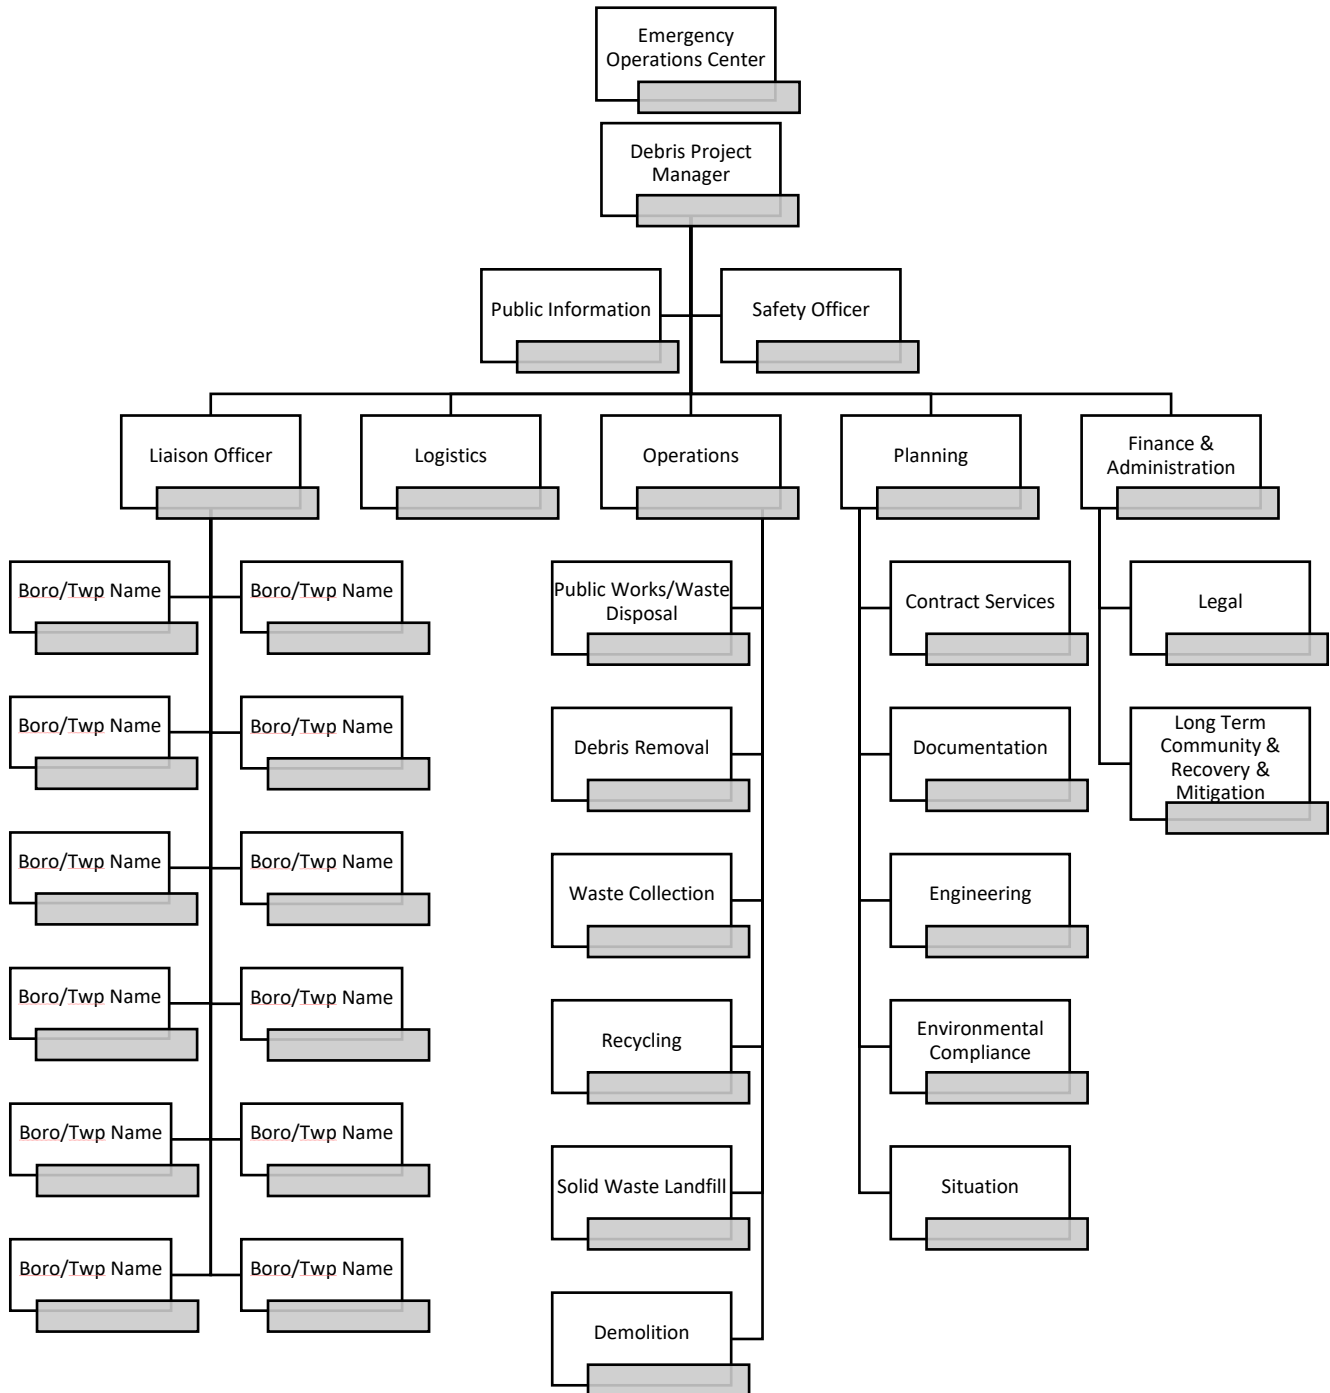 Emergency
Operations Center
Debris Project
Manager
Public Information
Safety Officer
Liaison Officer
Logistics
Operations
Planning
Finance &
Administration
Boro/Twp Name
Boro/Twp Name
Boro/Twp Name
Boro/Twp Name
Boro/Twp Name
Boro/Twp Name
Boro/Twp Name
Boro/Twp Name
Boro/Twp Name
Boro/Twp Name
Boro/Twp Name
Boro/Twp Name
Public Works/Waste
Disposal
Debris Removal
Waste Collection
Recycling
Solid Waste Landfill
Demolition
Contract Services
Documentation
Engineering
Environmental
Compliance
Situation
Legal
Long Term
Community &
Recovery &
Mitigation